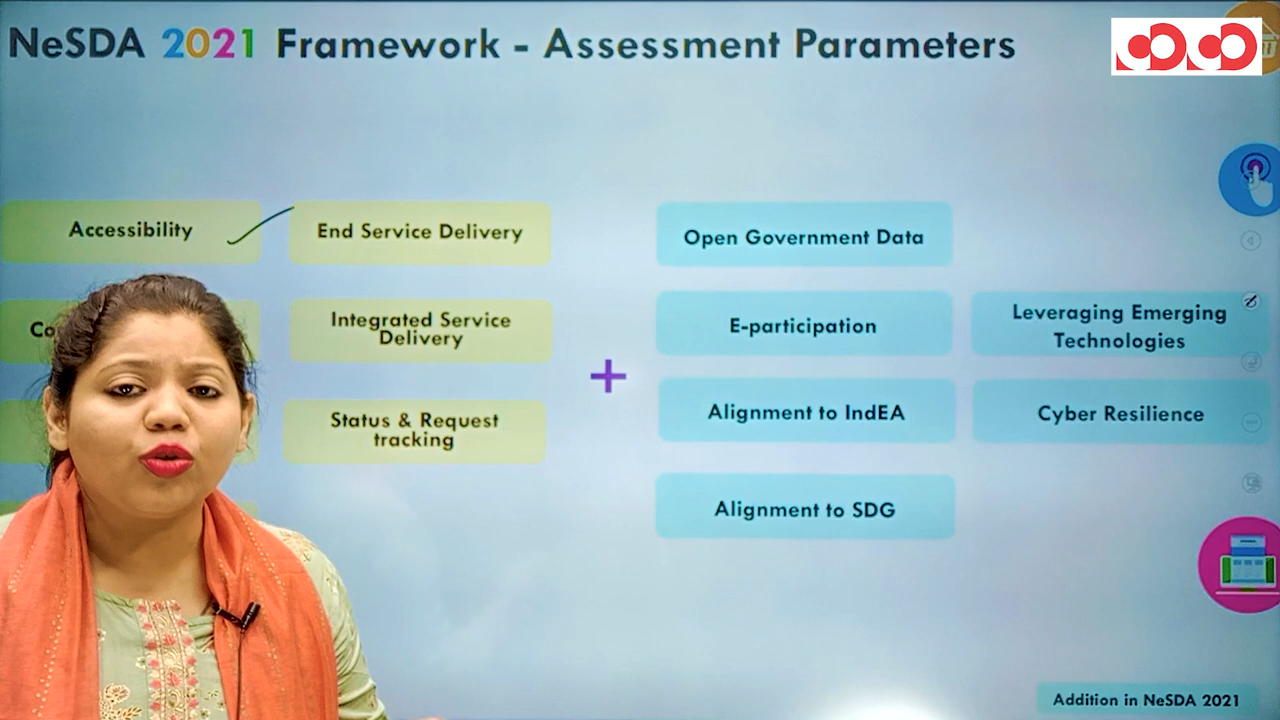 NeSDA 2021 Framework - Assessment Parameters
Accessibility
End Service Delivery
Integrated Service
Delivery
Status & Request
tracking
+
Open Government Data
E-participation
Alignment to IndEA
Alignment to SDG
Leveraging Emerging
Technologies
Cyber Resilience
Addition in NeSDA 2021